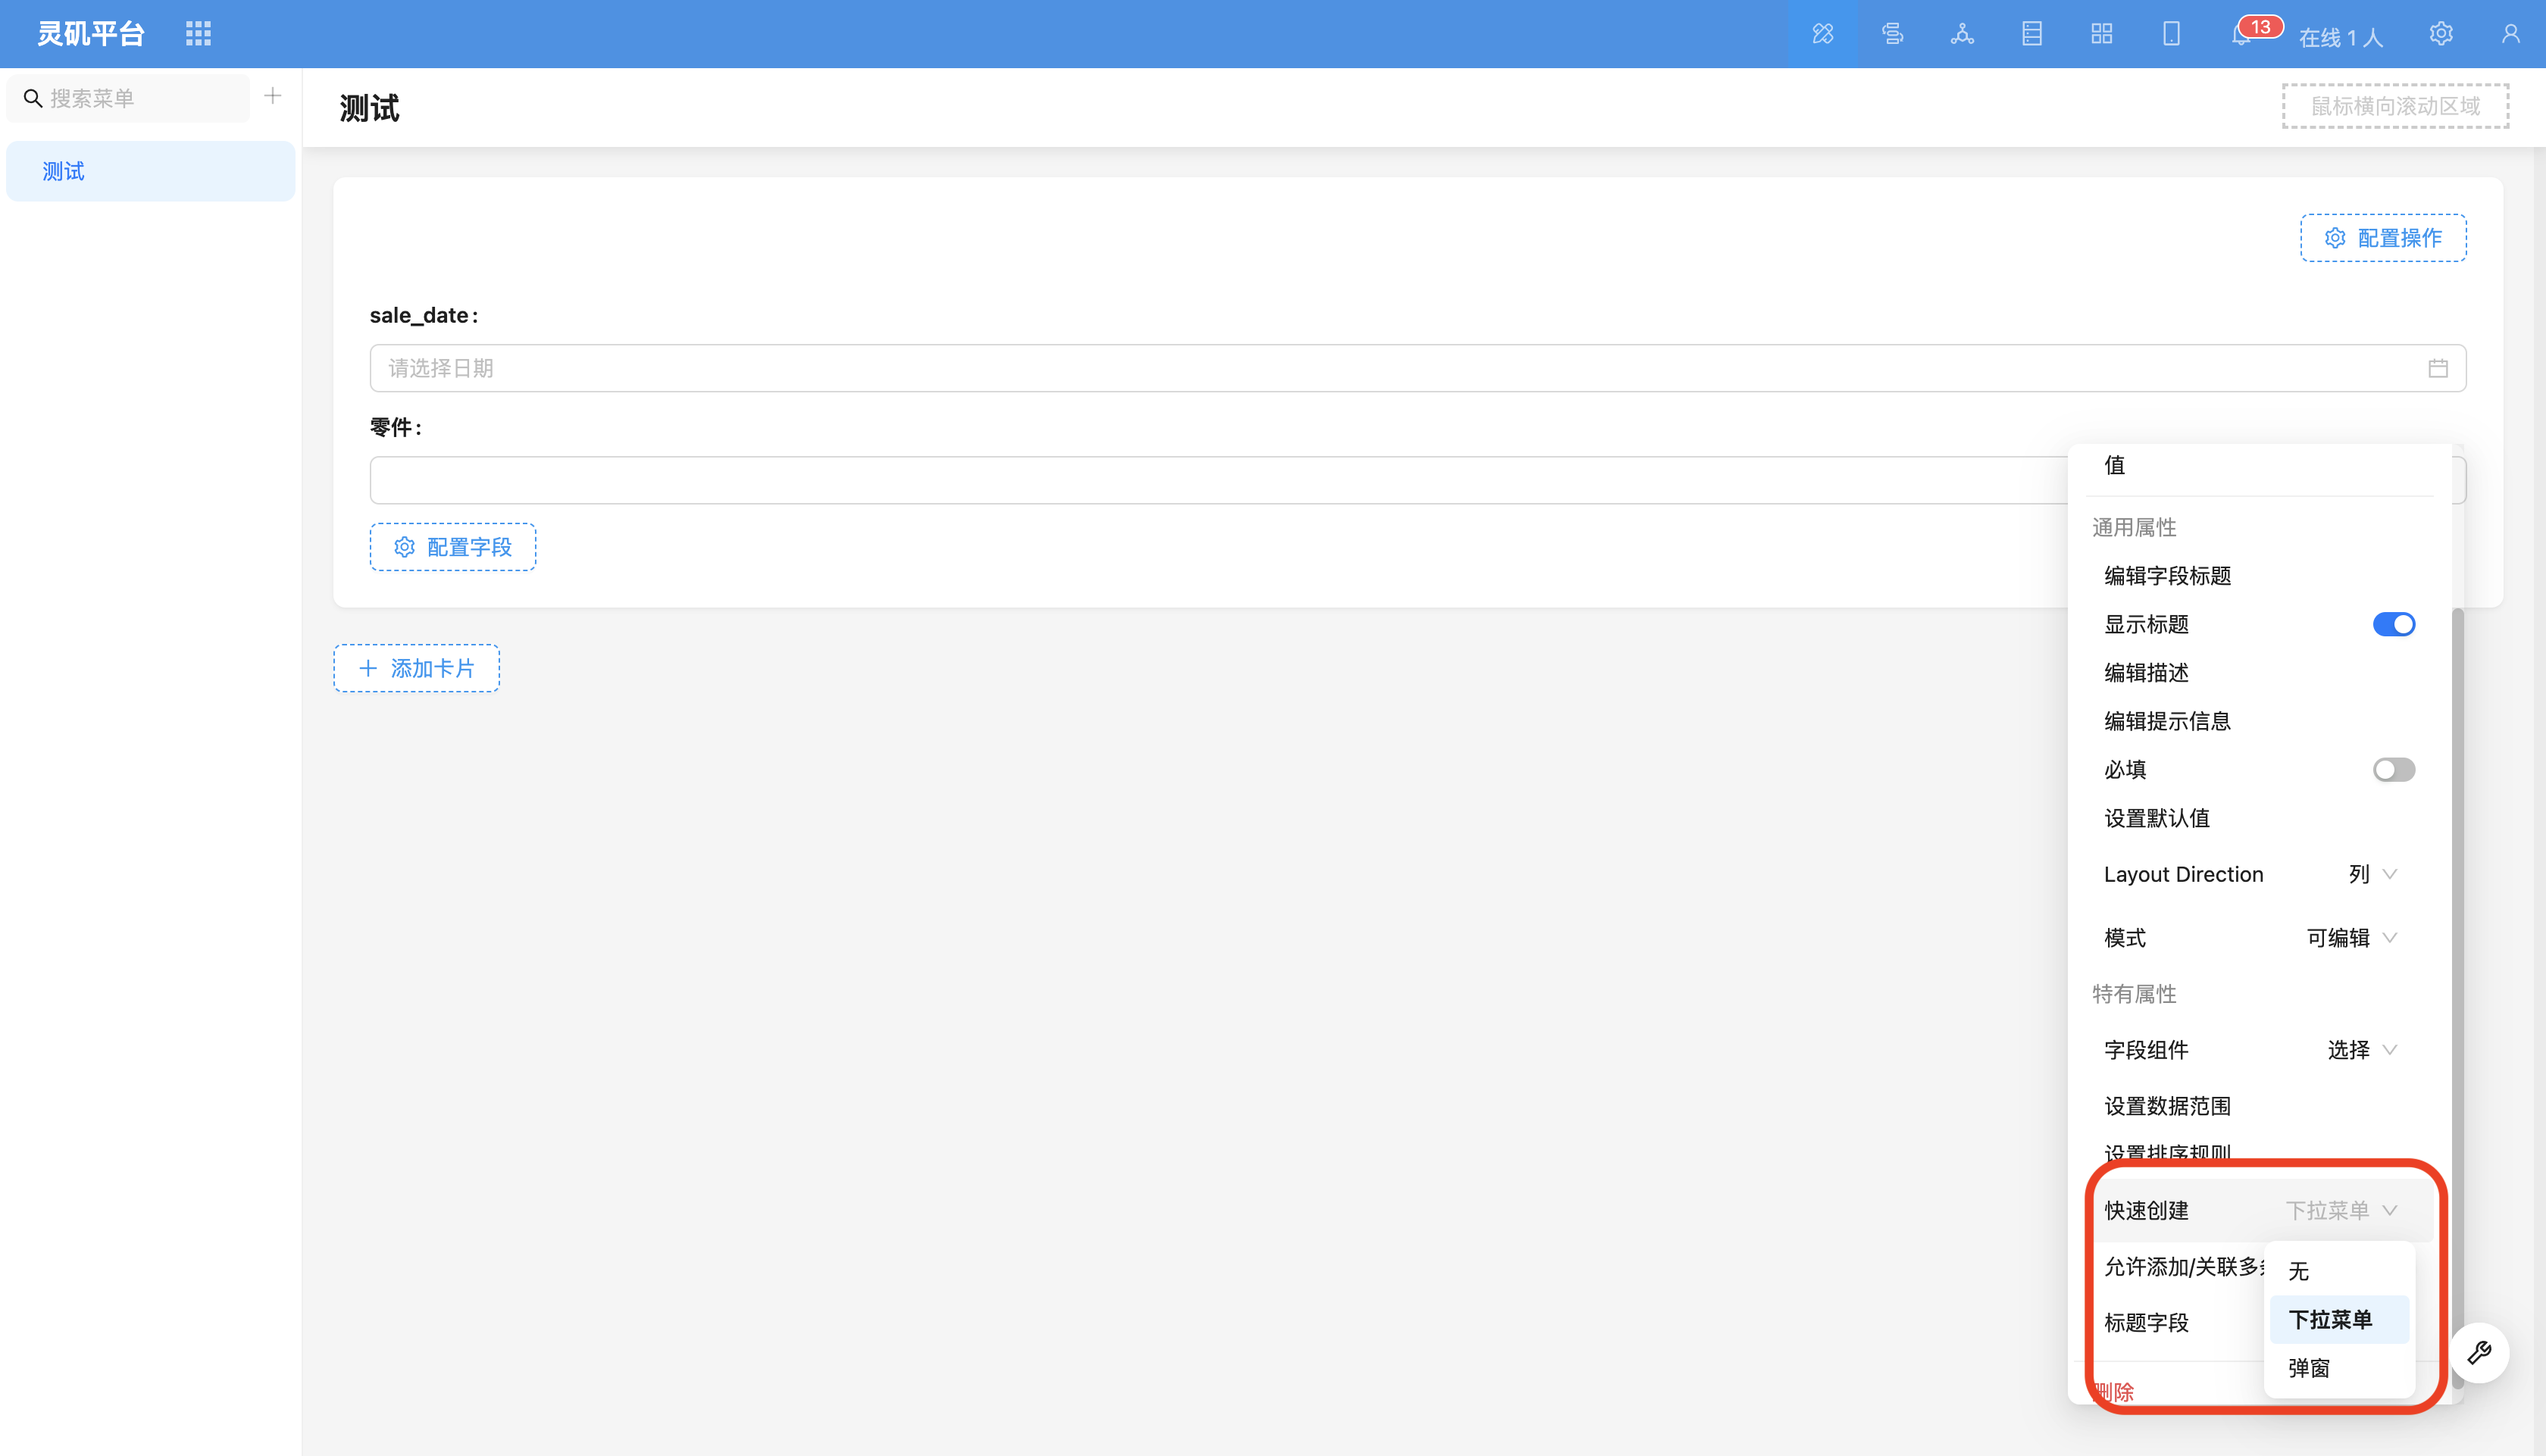 灵矶平台
13
在线 1 人
搜索菜单
测试
测试
鼠标横向滚动区域
配置操作
sale_date:
请选择日期
零件:
配置字段
添加卡片
值
通用属性
编辑字段标题
显示标题
编辑描述
编辑提示信息
必填
设置默认值
Layout Direction 列
模式 可编辑
特有属性
字段组件 选择
设置数据范围
设置排序规则
快速创建 下拉菜单
允许添加/关联多
标题字段
无
下拉菜单
弹窗
删除